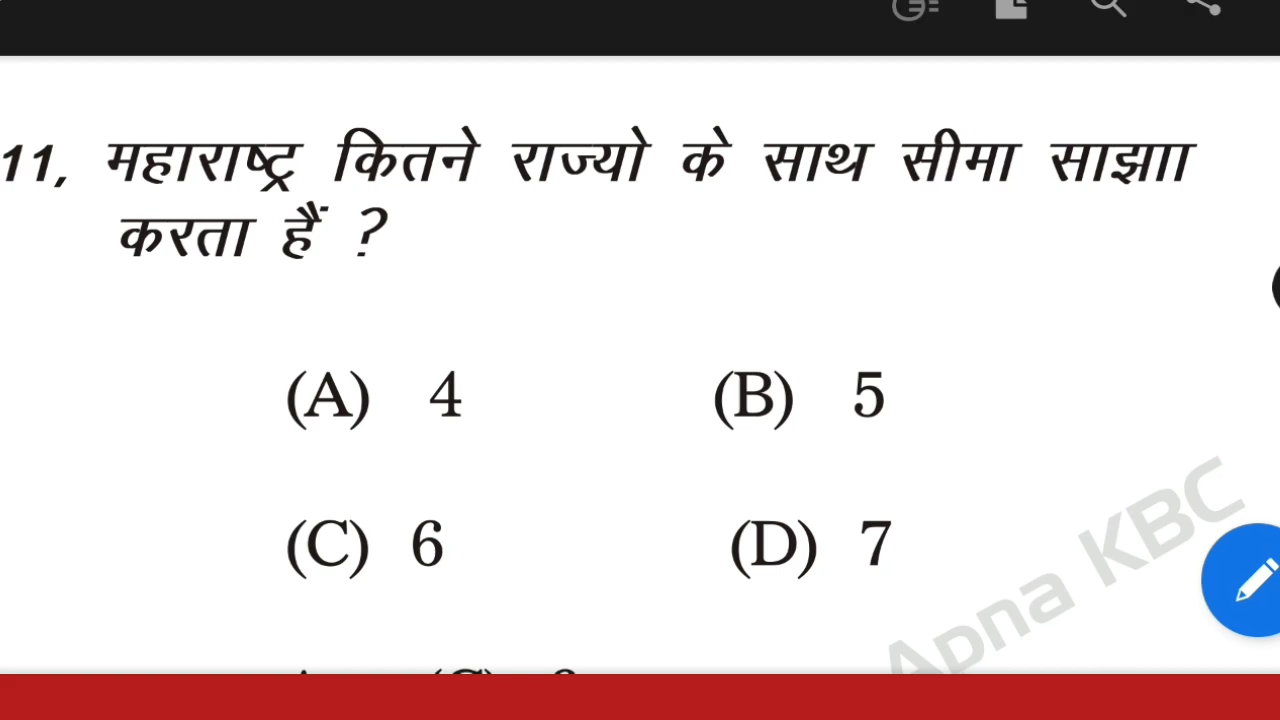 11, महाराष्ट्र कितने राज्यो के साथ सीमा साझाा
करता हैं ?
(A) 4 (B) 5
(C) 6 (D) 7
Apna KBC